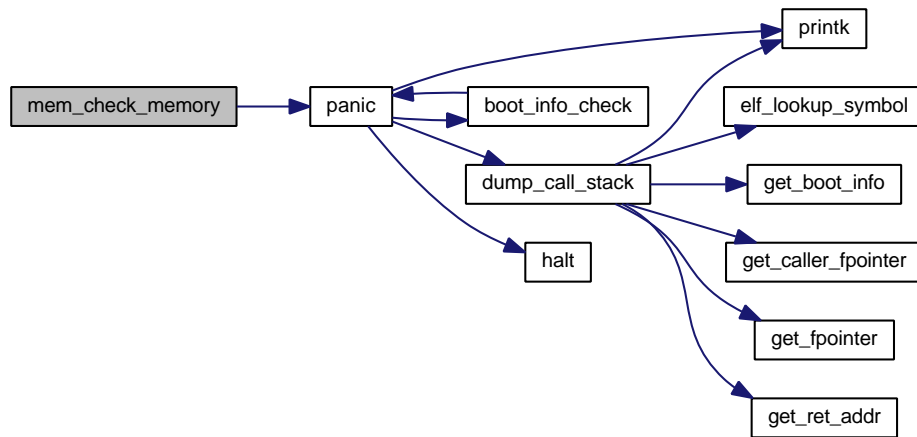 printk
mem_check_memory
panic
boot_info_check
elf_lookup_symbol
dump_call_stack
get_boot_info
halt
get_caller_fpointer
get_fpointer
get_ret_addr